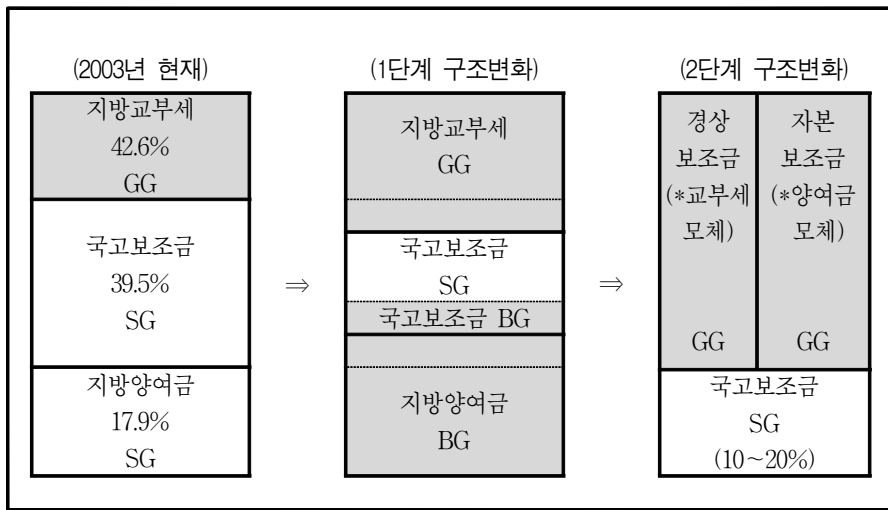 (2003년 현재)
지방교부세
42.6%
GG
국고보조금
39.5%
SG
지방양여금
17.9%
SG
⇒
(1단계 구조변화)
지방교부세
GG
국고보조금
SG
국고보조금 BG
지방양여금
BG
⇒
(2단계 구조변화)
경상
보조금
(*교부세
모체)
GG
자본
보조금
(*양여금
모체)
GG
국고보조금
SG
(10~20%)